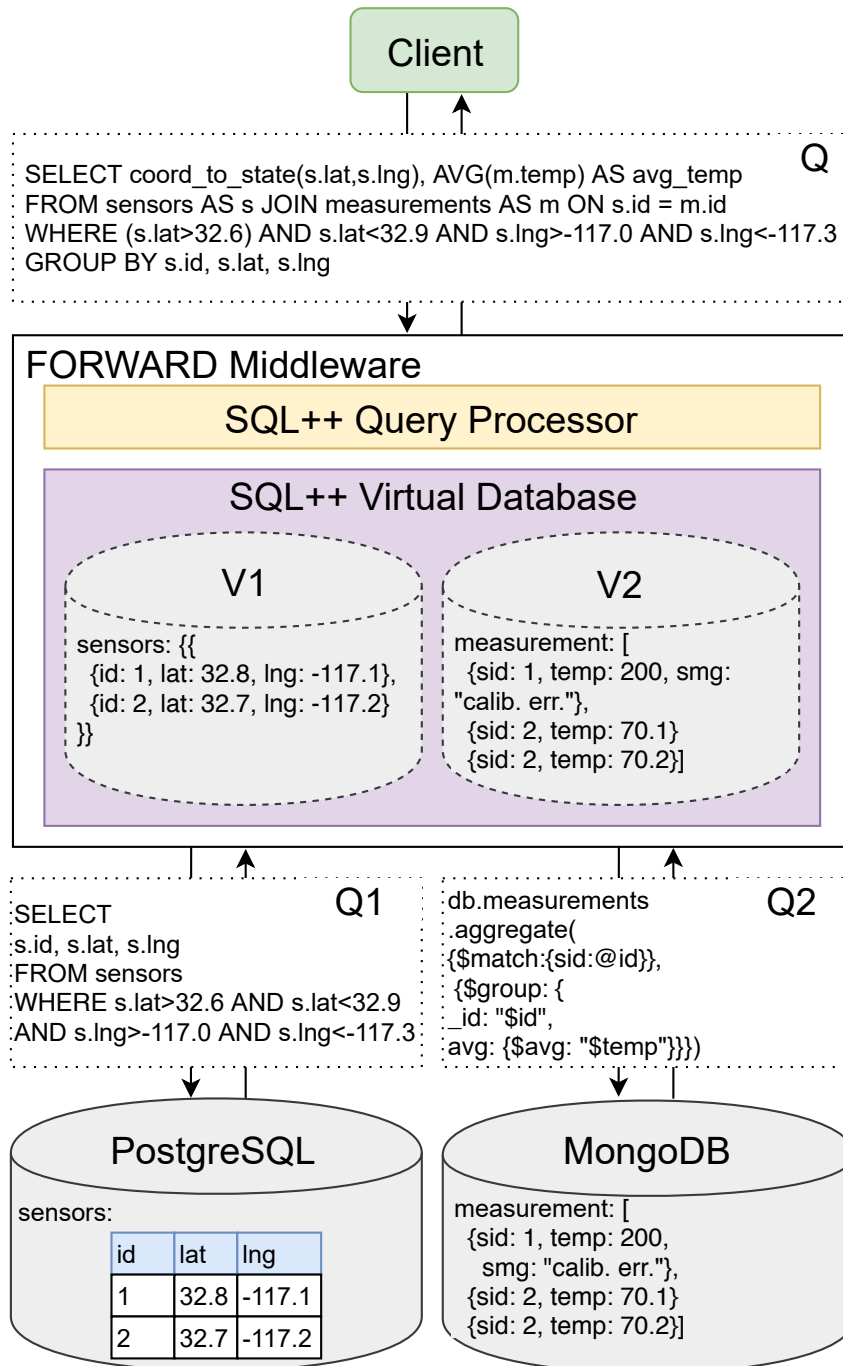 Client
Q
SELECT coord_to_state(s.lat,s.lng), AVG(m.temp) AS avg_temp
FROM sensors AS s JOIN measurements AS m ON s.id = m.id
WHERE (s.lat>32.6) AND s.lat<32.9 AND s.lng>-117.0 AND s.lng<-117.3
GROUP BY s.id, s.lat, s.lng
FORWARD Middleware
SQL++ Query Processor
SQL++ Virtual Database
V1
sensors: {{
{id: 1, lat: 32.8, lng: -117.1},
{id: 2, lat: 32.7, lng: -117.2}
}}
V2
measurement: [
{sid: 1, temp: 200, smg:
"calib. err."},
{sid: 2, temp: 70.1}
{sid: 2, temp: 70.2}]
Q1
SELECT
s.id, s.lat, s.lng
FROM sensors
WHERE s.lat>32.6 AND s.lat<32.9
AND s.lng>-117.0 AND s.lng<-117.3
Q2
db.measurements
.aggregate(
{$match:{sid:@id}},
{$group: {
_id: "$id",
avg: {$avg: "$temp"}}})
PostgreSQL
sensors:
id lat lng
1 32.8 -117.1
2 32.7 -117.2
MongoDB
measurement: [
{sid: 1, temp: 200,
smg: "calib. err."},
{sid: 2, temp: 70.1}
{sid: 2, temp: 70.2}]